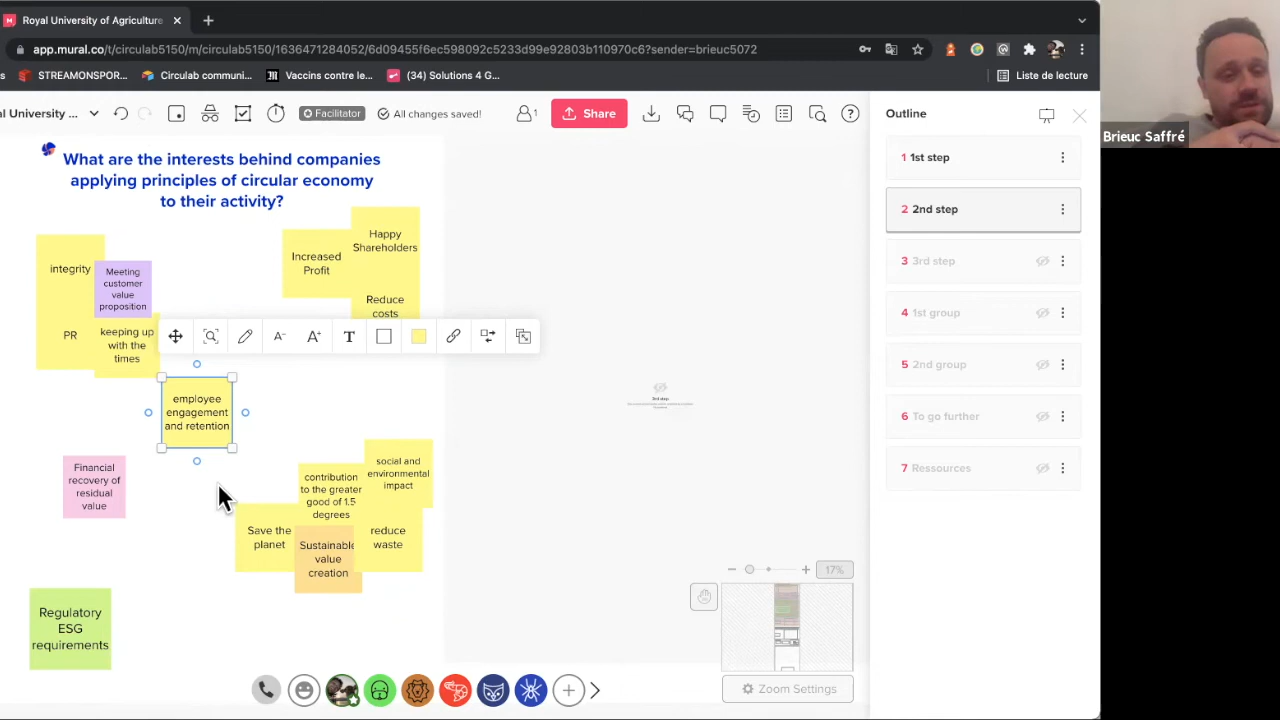 Royal University of Agriculture
app.mural.co/t/circulab5150/m/circulab5150/1636471284052/6d09455f6ec598092c5233d99e92803b110970c6?sender=brieuc5072
STREAMONSPOR...
Circulab communi...
Vaccins contre le...
(34) Solutions 4 G...
Liste de lecture
University ...
Facilitator
All changes saved!
1
Share
Outline
Brieuc Saffré
What are the interests behind companies
applying principles of circular economy
to their activity?
integrity
Meeting
customer
value
proposition
PR
keeping up
with the
times
Increased
Profit
Happy
Shareholders
Reduce
costs
A-
A+
T
employee
engagement
and retention
Financial
recovery of
residual
value
contribution
to the greater
good of 1.5
degrees
social and
environmental
impact
Save the
planet
Sustainable
value
creation
reduce
waste
Regulatory
ESG
requirements
3rd step
17%
Zoom Settings
1 1st step
2 2nd step
3 3rd step
4 1st group
5 2nd group
6 To go further
7 Ressources